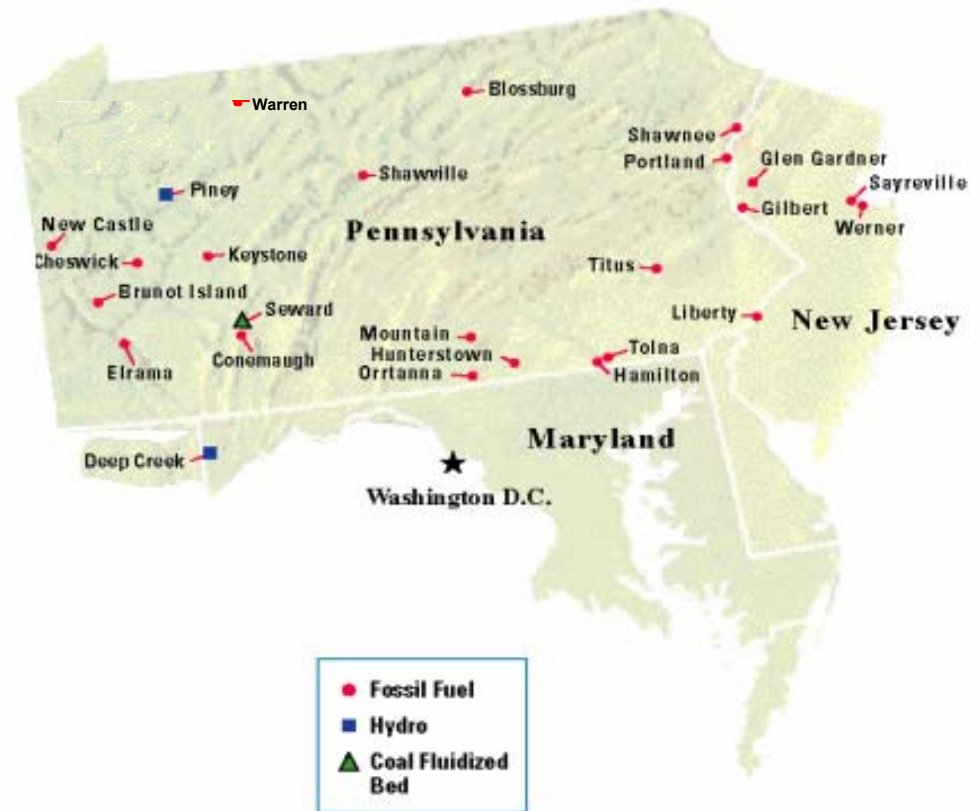 Blossburg
Warren
Shawnee
Portland
Glen Gardner
Shawville
Sayreville
Piney
Gilbert
Werner
New Castle
Pennsylvania
Cheswick
Keystone
Titus
Brunot Island
Seward
Liberty
New Jersey
Mountain
Conemaugh
Hunterstown
Tolna
Elrama
Orrtanna
Hamilton
Maryland
Deep Creek
Washington D.C.
Fossil Fuel
Hydro
Coal Fluidized
Bed